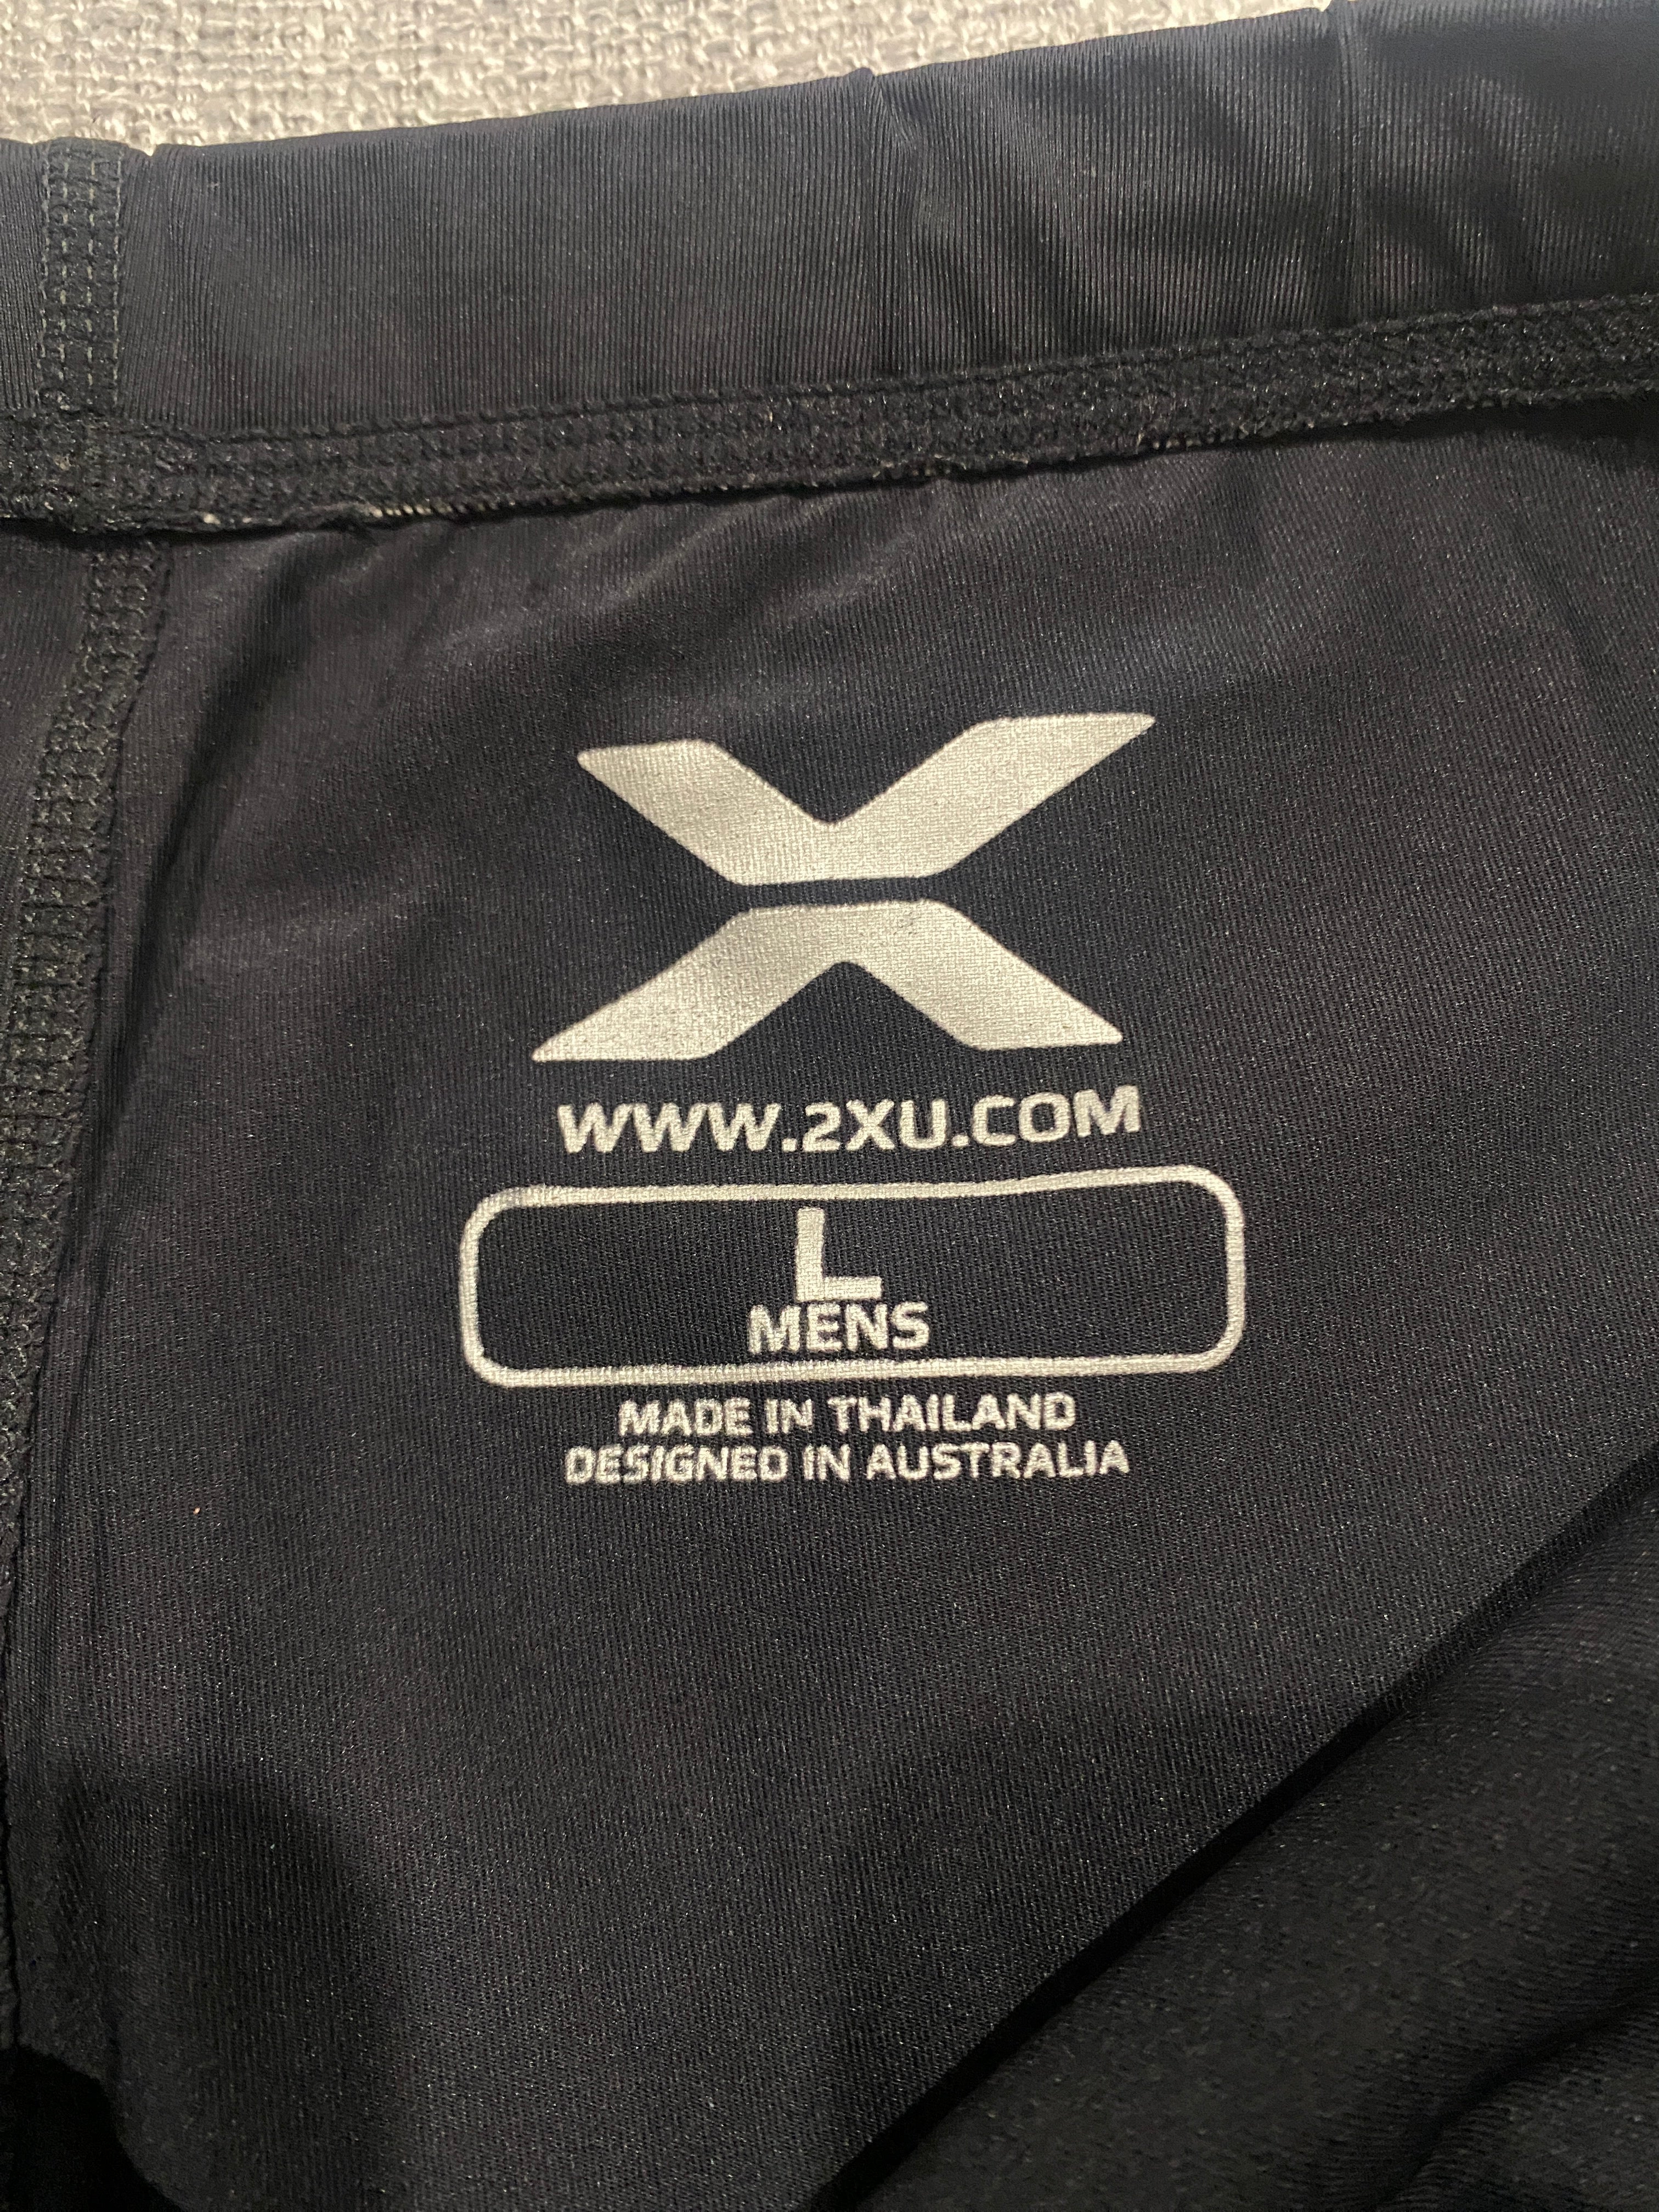 WWW.2XU.COM
L
MENS
MADE IN THAILAND
DESIGNED IN AUSTRALIA